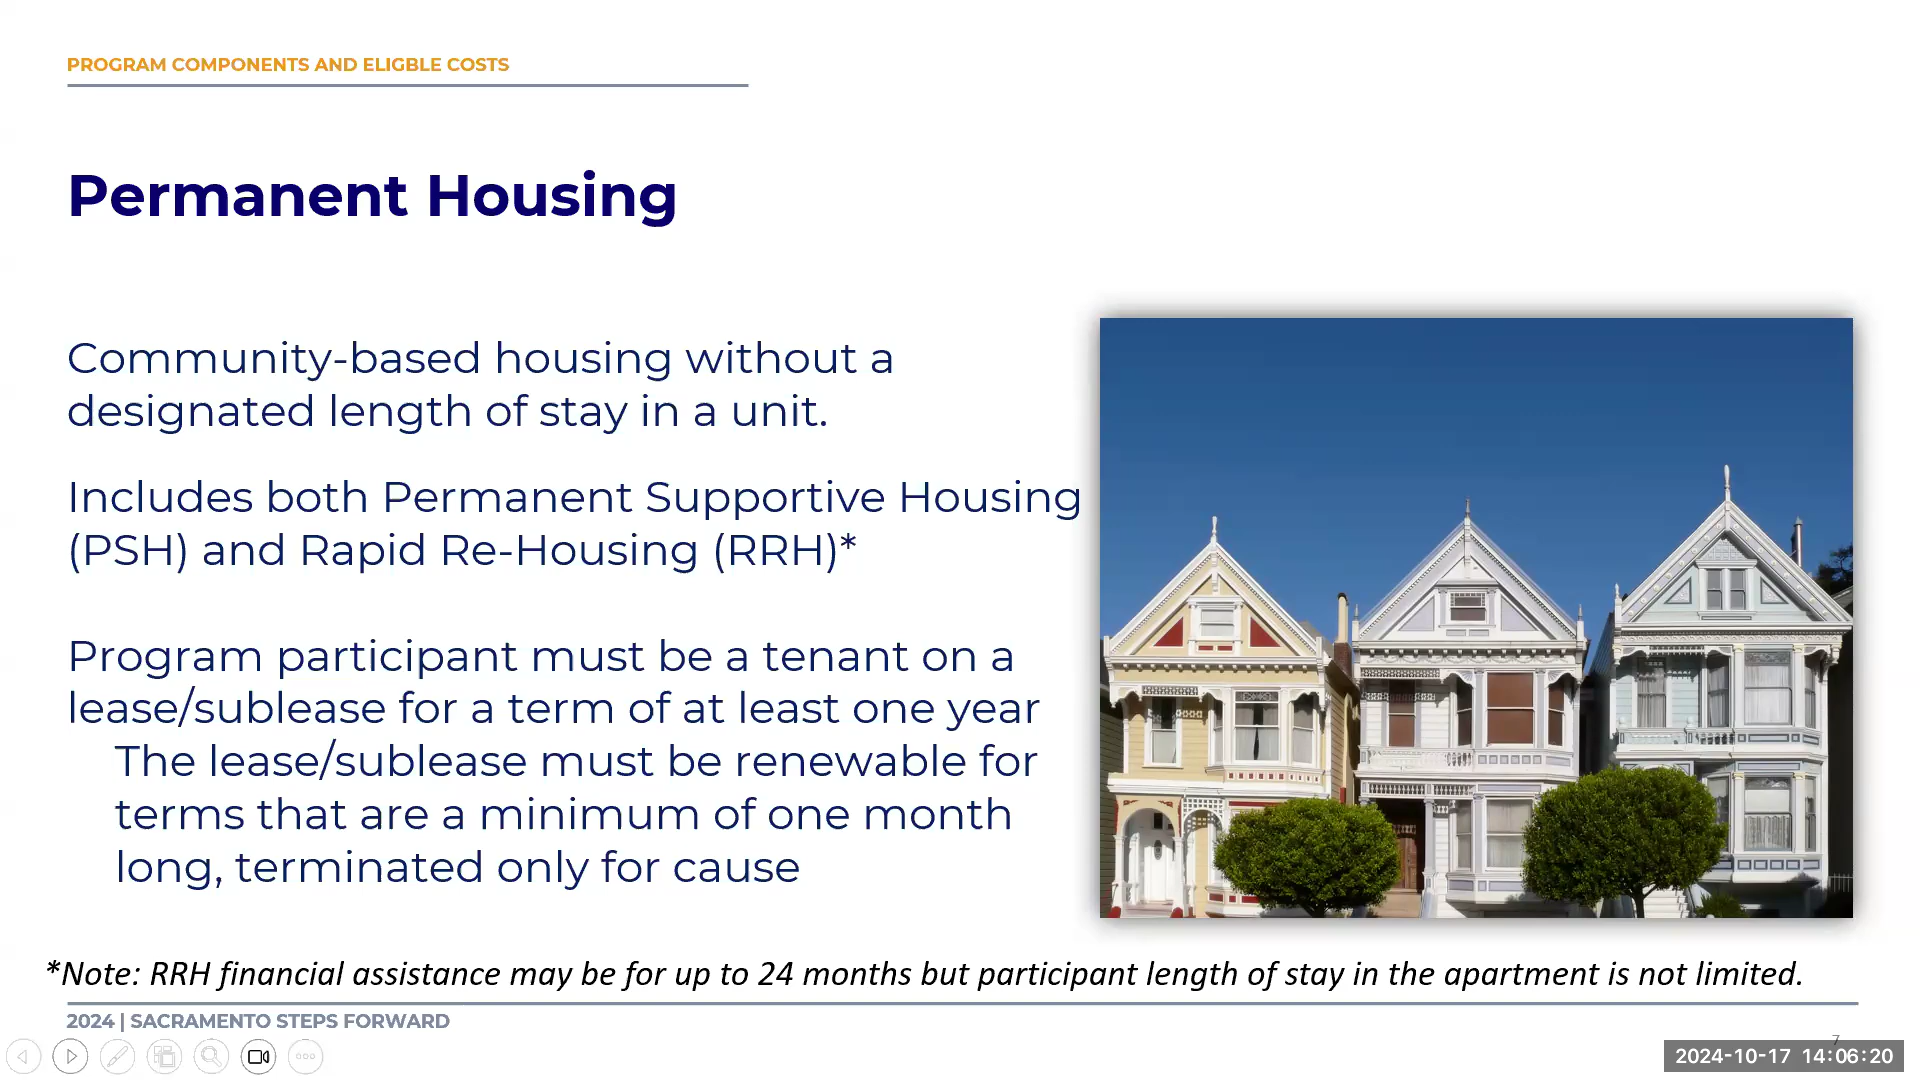 PROGRAM COMPONENTS AND ELIGBLE COSTS
Permanent Housing
Community-based housing without a
designated length of stay in a unit.
Includes both Permanent Supportive Housing
(PSH) and Rapid Re-Housing (RRH)*
Program participant must be a tenant on a
lease/sublease for a term of at least one year
The lease/sublease must be renewable for
terms that are a minimum of one month
long, terminated only for cause
*Note: RRH financial assistance may be for up to 24 months but participant length of stay in the apartment is not limited.
2024 | SACRAMENTO STEPS FORWARD
7
2024-10-17 14:06:20